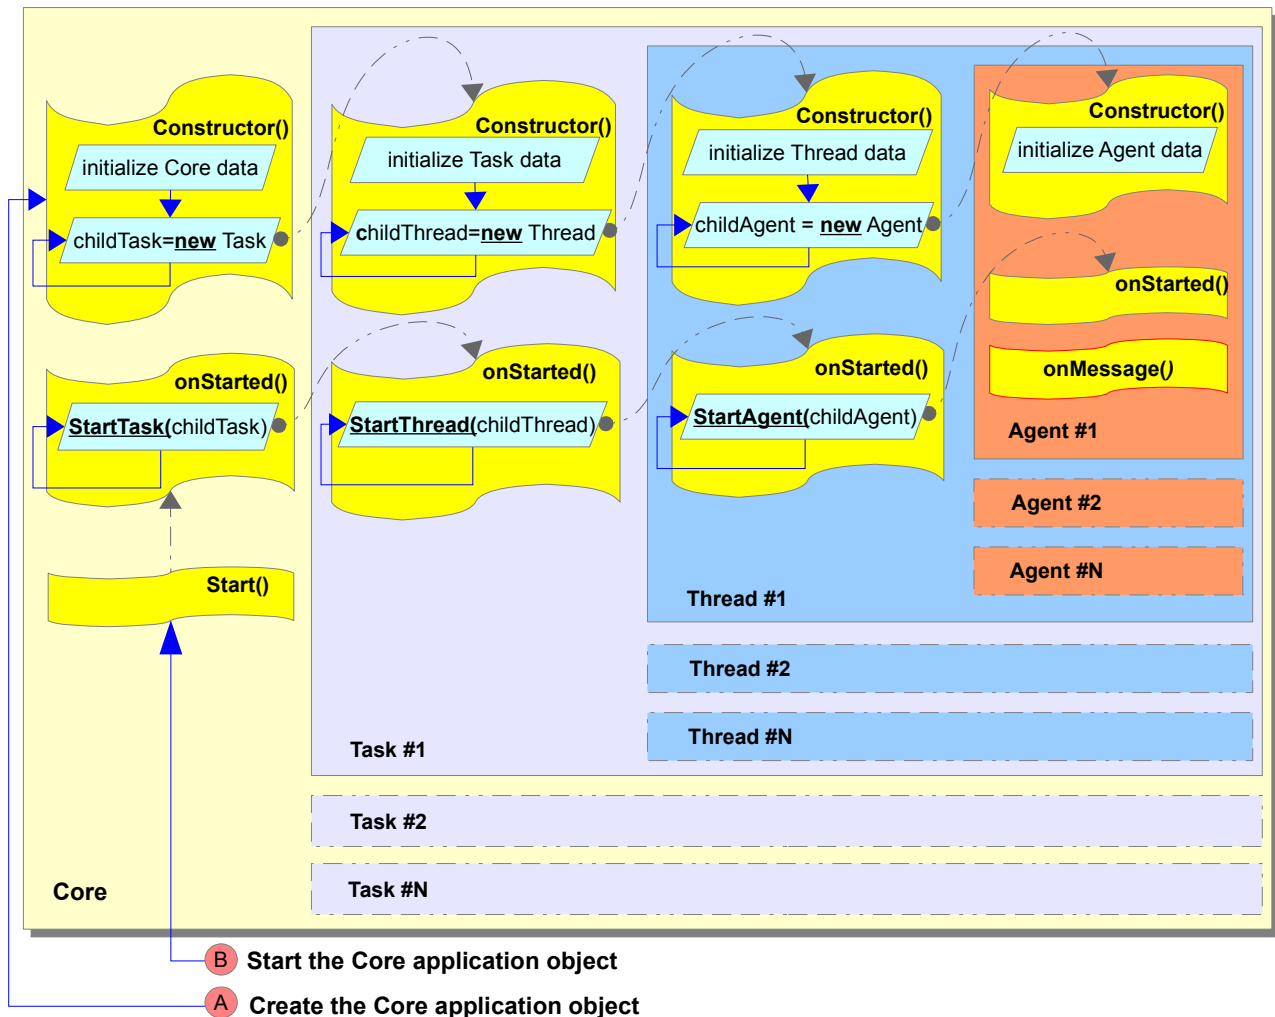 Constructor()
initialize Core data
childTask=new Task
onStarted()
StartTask(childTask)
Start()
Core
Constructor()
initialize Task data
childThread=new Thread
onStarted()
StartThread(childThread)
Task #1
Task #2
Task #N
Constructor()
initialize Thread data
childAgent = new Agent
onStarted()
StartAgent(childAgent)
Thread #1
Thread #2
Thread #N
Constructor()
initialize Agent data
onStarted()
onMessage()
Agent #1
Agent #2
Agent #N
B Start the Core application object
A Create the Core application object